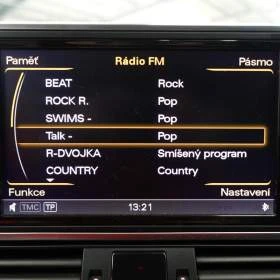 Paměť Rádio FM Pásmo
BEAT Rock
ROCK R. Pop
SWIMS - Pop
Talk - Pop
R-DVOJKA Smíšený program
COUNTRY Country
Funkce Nastavení
TMC TP 13:21